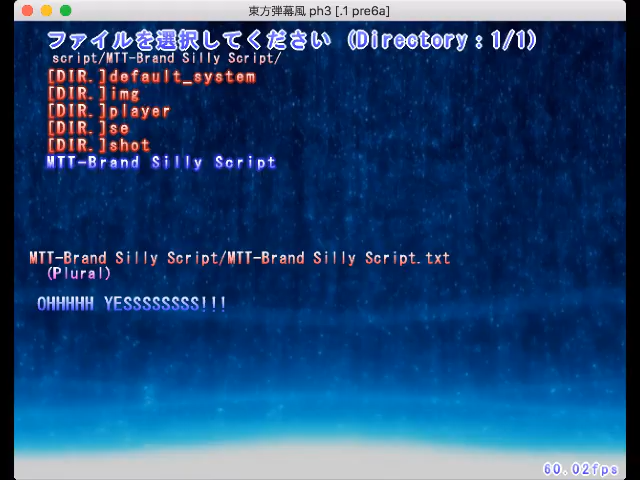 東方弾幕風 ph3 [.1 pre6a]
ファイルを選択してください (Directory:1/1)
script/MTT-Brand Silly Script/
[DIR.]default_system
[DIR.]img
[DIR.]player
[DIR.]se
[DIR.]shot
MTT-Brand Silly Script
MTT-Brand Silly Script/MTT-Brand Silly Script.txt
(Plural)
OHHHHH YESSSSSSSS!!!
60.02fps